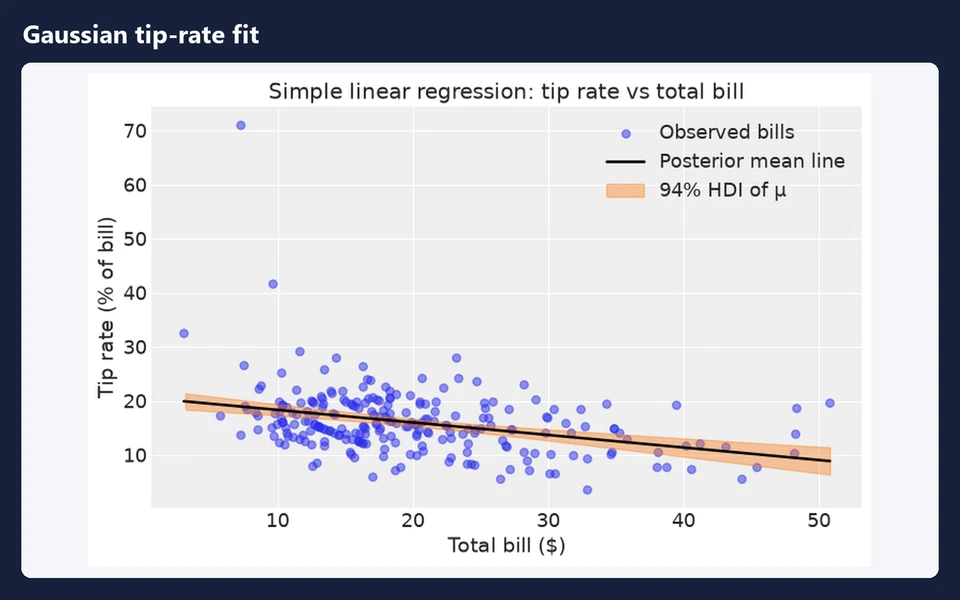 Gaussian tip-rate fit
Simple linear regression: tip rate vs total bill
Observed bills
Posterior mean line
94% HDI of μ
Tip rate (% of bill)
70
60
50
40
30
20
10
10 20 30 40 50
Total bill ($)